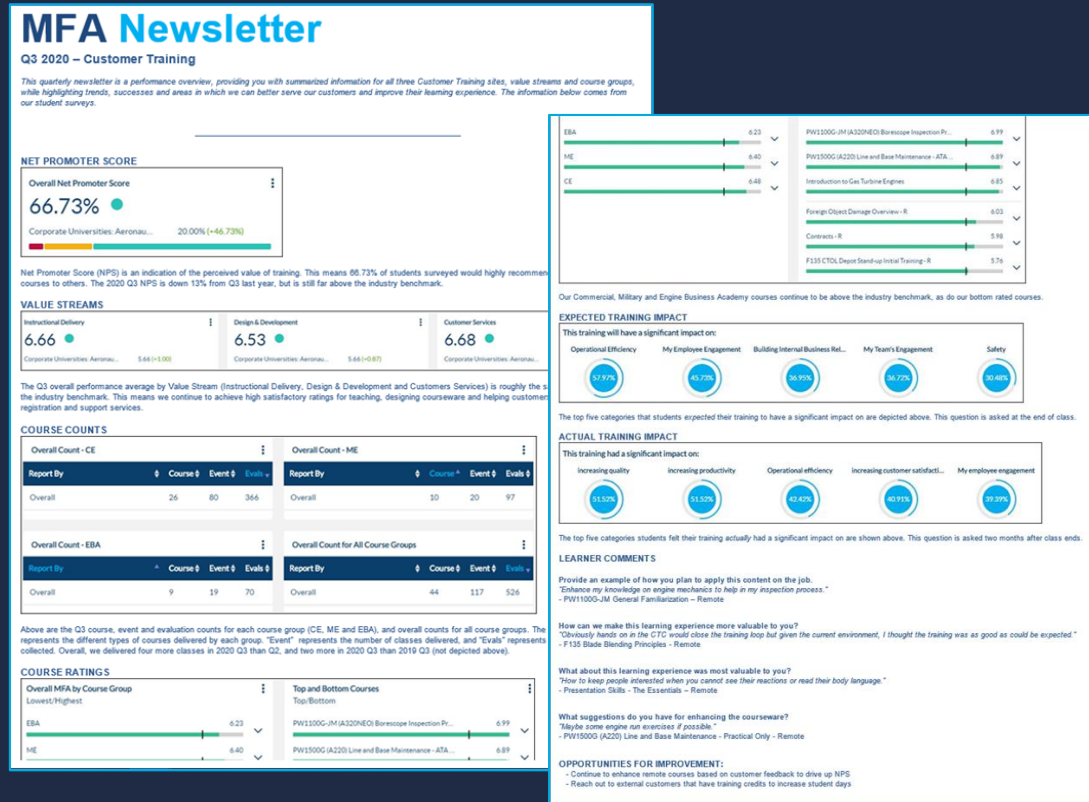 MFA Newsletter
Q3 2020 – Customer Training
This quarterly newsletter is a performance overview, providing you with summarized information for all three Customer Training sites, value streams and course groups,
while highlighting trends, successes and areas in which we can better serve our customers and improve their learning experience. The information below comes from
our student surveys.
NET PROMOTER SCORE
Overall Net Promoter Score
66.73%
Corporate Universities: Aeronau... 20.00% (+46.73%)
Net Promoter Score (NPS) is an indication of the perceived value of training. This means 66.73% of students surveyed would highly recommen
courses to others. The 2020 Q3 NPS is down 13% from Q3 last year, but is still far above the industry benchmark.
VALUE STREAMS
Instructional Delivery
6.66
Corporate Universities: Aeronau... 5.66 (+1.00)
Design & Development
6.53
Corporate Universities: Aeronau... 5.66 (+0.87)
Customer Services
6.68
Corporate Universities: Aeronau...
The Q3 overall performance average by Value Stream (Instructional Delivery, Design & Development and Customers Services) is roughly the s
the industry benchmark. This means we continue to achieve high satisfactory ratings for teaching, designing courseware and helping customer
registration and support services.
COURSE COUNTS
Overall Count - CE
Report By Course Event Evals
Overall 26 80 366
Overall Count - ME
Report By Course Event Evals
Overall 10 20 97
Overall Count - EBA
Report By Course Event Evals
Overall 9 19 70
Overall Count for All Course Groups
Report By Course Event Evals
Overall 44 117 526
Above are the Q3 course, event and evaluation counts for each course group (CE, ME and EBA), and overall counts for all course groups. The
represents the different types of courses delivered by each group. "Event" represents the number of classes delivered, and "Evals" represents
collected. Overall, we delivered four more classes in 2020 Q3 than Q2, and two more in 2020 Q3 than 2019 Q3 (not depicted above).
COURSE RATINGS
Overall MFA by Course Group
Lowest/Highest
EBA 6.23
ME 6.40
Top and Bottom Courses
Top/Bottom
PW1100G-JM (A320NEO) Borescope Inspection Pr... 6.99
PW1500G (A220) Line and Base Maintenance - ATA ... 6.89
EBA 6.23
ME 6.40
CE 6.48
PW1100G-JM (A320NEO) Borescope Inspection Pr... 6.99
PW1500G (A220) Line and Base Maintenance - ATA ... 6.89
Introduction to Gas Turbine Engines 6.85
Foreign Object Damage Overview - R 6.03
Contracts - R 5.98
F135 CTOL Depot Stand-up Initial Training - R 5.76
Our Commercial, Military and Engine Business Academy courses continue to be above the industry benchmark, as do our bottom rated courses.
EXPECTED TRAINING IMPACT
This training will have a significant impact on:
Operational Efficiency My Employee Engagement Building Internal Business Rel... My Team's Engagement Safety
57.97% 45.73% 36.95% 36.72% 30.48%
The top five categories that students expected their training to have a significant impact on are depicted above. This question is asked at the end of class.
ACTUAL TRAINING IMPACT
This training had a significant impact on:
increasing quality increasing productivity Operational efficiency increasing customer satisfacti... My employee engagement
51.52% 51.52% 42.42% 40.91% 39.39%
The top five categories students felt their training actually had a significant impact on are shown above. This question is asked two months after class ends.
LEARNER COMMENTS
Provide an example of how you plan to apply this content on the job.
"Enhance my knowledge on engine mechanics to help in my inspection process."
- PW1100G-JM General Familiarization – Remote
How can we make this learning experience more valuable to you?
"Obviously hands on in the CTC would close the training loop but given the current environment, I thought the training was as good as could be expected."
- F135 Blade Blending Principles - Remote
What about this learning experience was most valuable to you?
"How to keep people interested when you cannot see their reactions or read their body language."
- Presentation Skills - The Essentials – Remote
What suggestions do you have for enhancing the courseware?
"Maybe some engine run exercises if possible."
- PW1500G (A220) Line and Base Maintenance - Practical Only - Remote
OPPORTUNITIES FOR IMPROVEMENT:
- Continue to enhance remote courses based on customer feedback to drive up NPS
- Reach out to external customers that have training credits to increase student days